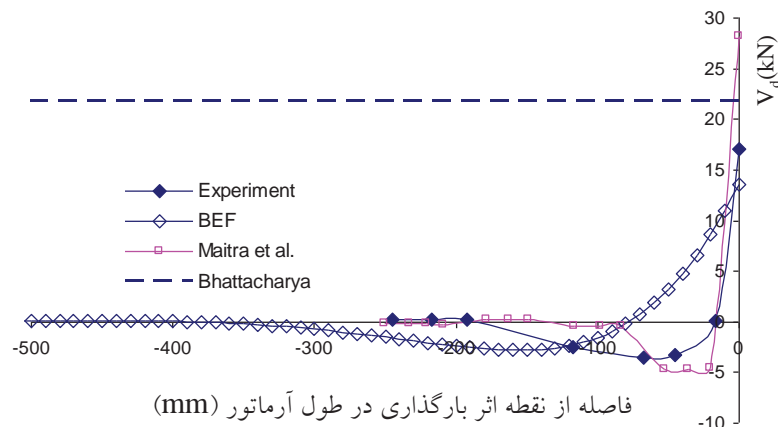 30
25
20
15
10
5
0
-5
-10
V_d(kN)
Experiment
BEF
Maitra et al.
Bhattacharya
-500
-400
-300
-200
-100
0
فاصله از نقطه اثر بارگذاری در طول آرماتور (mm)